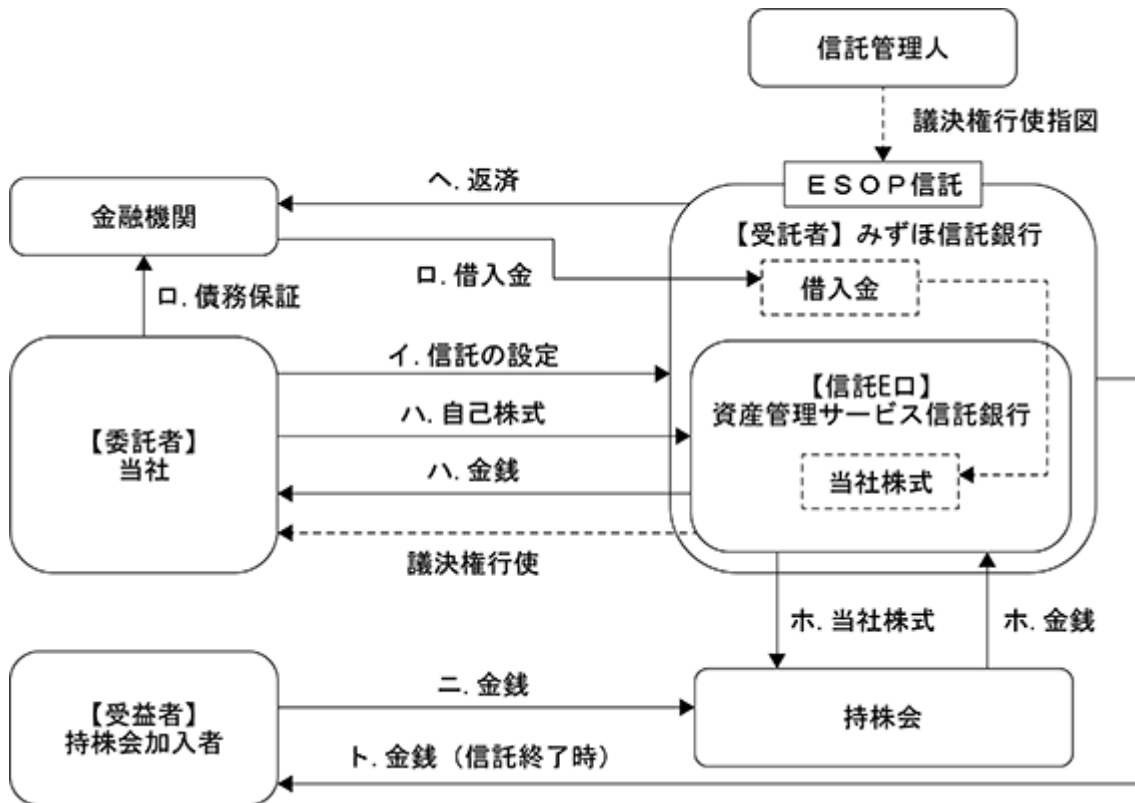 信託管理人
議決権行使指図
ESOP信託
ヘ. 返済
金融機関
【受託者】みずほ信託銀行
ロ. 借入金
借入金
ロ. 債務保証
イ. 信託の設定
【信託E口】
資産管理サービス信託銀行
ハ. 自己株式
【委託者】
当社
ハ. 金銭
当社株式
議決権行使
ホ. 当社株式
ホ. 金銭
ニ. 金銭
【受益者】
持株会加入者
持株会
ト. 金銭（信託終了時）